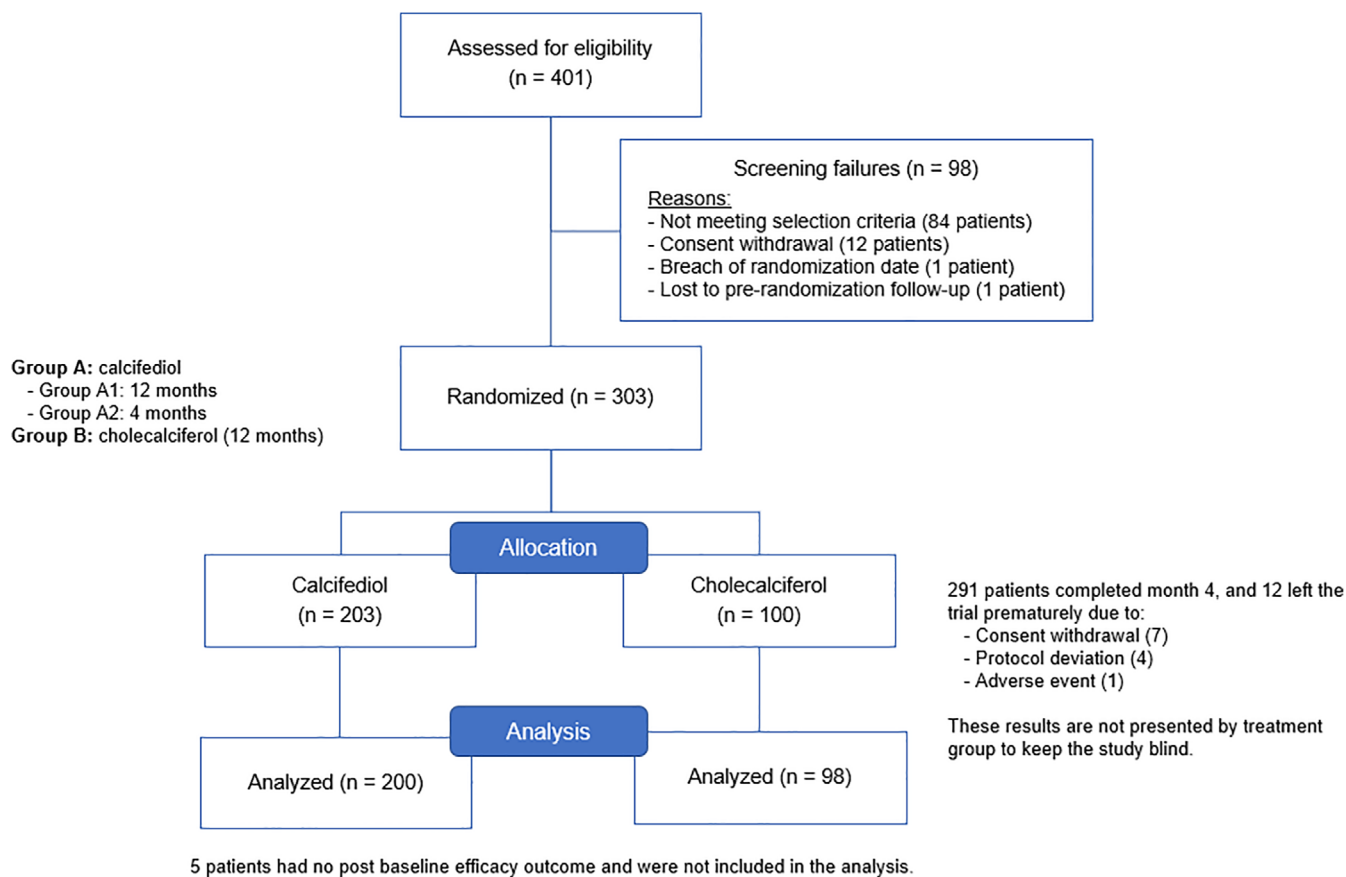 Assessed for eligibility
(n = 401)
Screening failures (n = 98)
Reasons:
- Not meeting selection criteria (84 patients)
- Consent withdrawal (12 patients)
- Breach of randomization date (1 patient)
- Lost to pre-randomization follow-up (1 patient)
Group A: calcifediol
- Group A1: 12 months
- Group A2: 4 months
Group B: cholecalciferol (12 months)
Randomized (n = 303)
Allocation
Calcifediol
(n = 203)
Cholecalciferol
(n = 100)
291 patients completed month 4, and 12 left the
trial prematurely due to:
- Consent withdrawal (7)
- Protocol deviation (4)
- Adverse event (1)
These results are not presented by treatment
group to keep the study blind.
Analysis
Analyzed (n = 200)
Analyzed (n = 98)
5 patients had no post baseline efficacy outcome and were not included in the analysis.